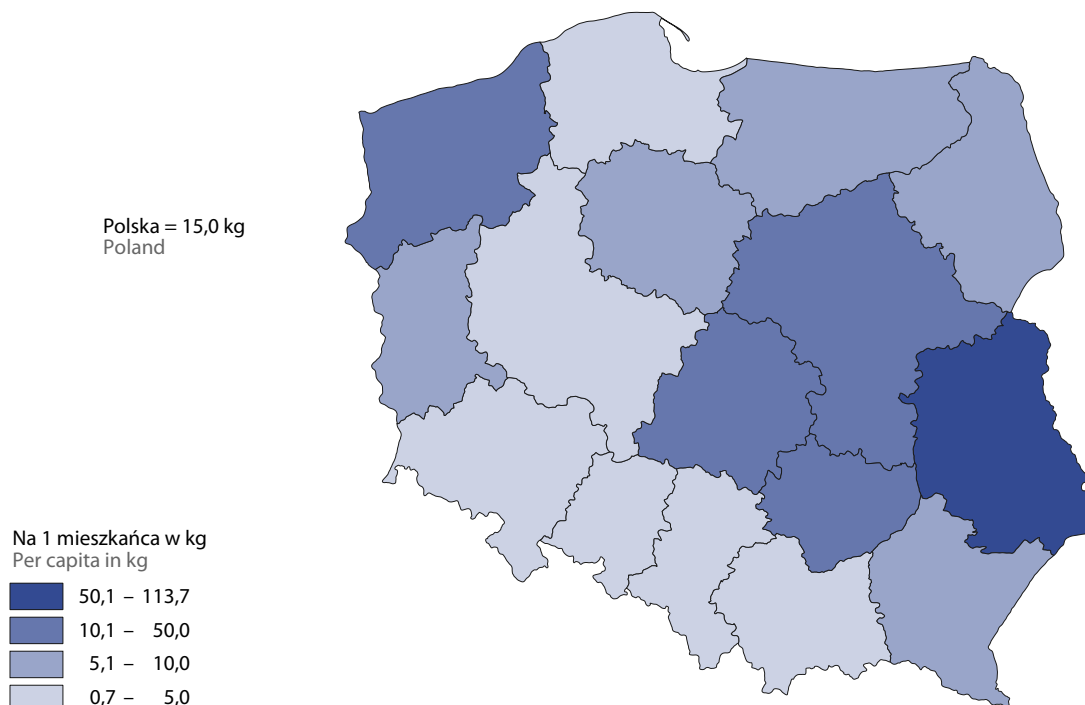 Polska = 15,0 kg
Poland
Na 1 mieszkańca w kg
Per capita in kg
50,1 – 113,7
10,1 – 50,0
5,1 – 10,0
0,7 – 5,0